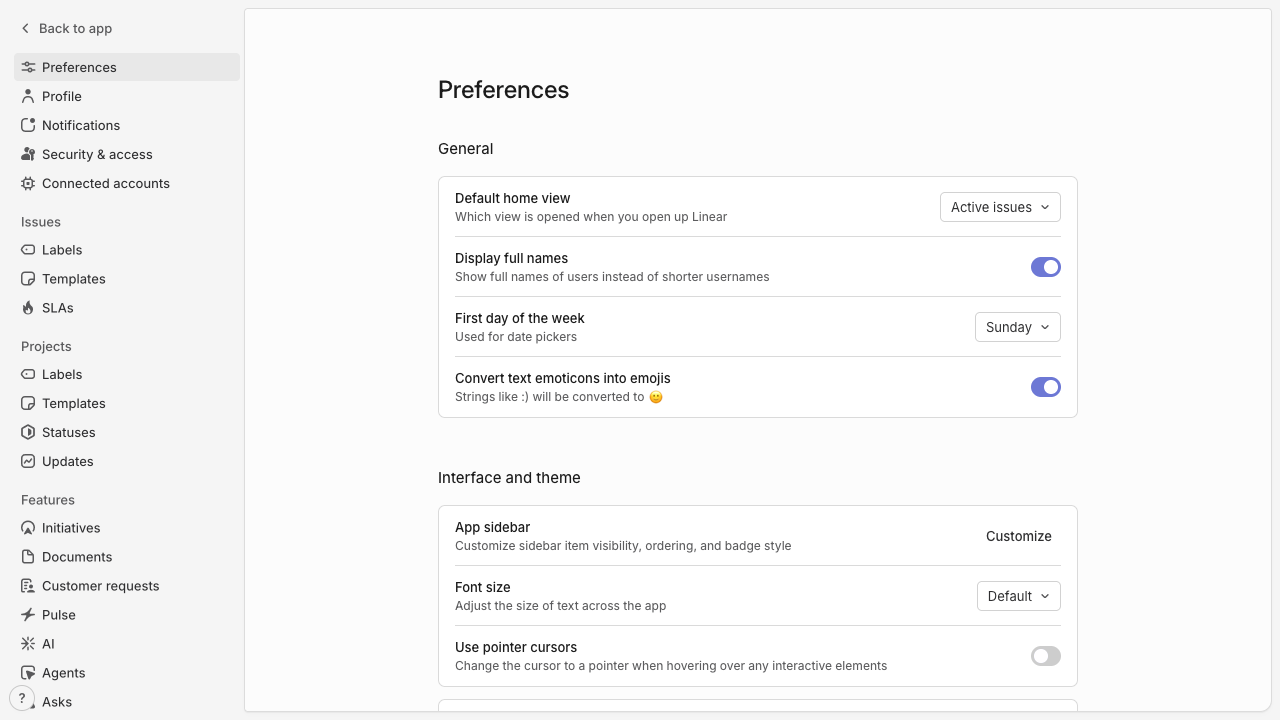 Back to app
Preferences
Profile
Notifications
Security & access
Connected accounts
Issues
Labels
Templates
SLAs
Projects
Labels
Templates
Statuses
Updates
Features
Initiatives
Documents
Customer requests
Pulse
AI
Agents
Asks
?
Preferences
General
Default home view
Which view is opened when you open up Linear
Active issues
Display full names
Show full names of users instead of shorter usernames
First day of the week
Used for date pickers
Sunday
Convert text emoticons into emojis
Strings like :) will be converted to 🙂
Interface and theme
App sidebar
Customize sidebar item visibility, ordering, and badge style
Customize
Font size
Adjust the size of text across the app
Default
Use pointer cursors
Change the cursor to a pointer when hovering over any interactive elements